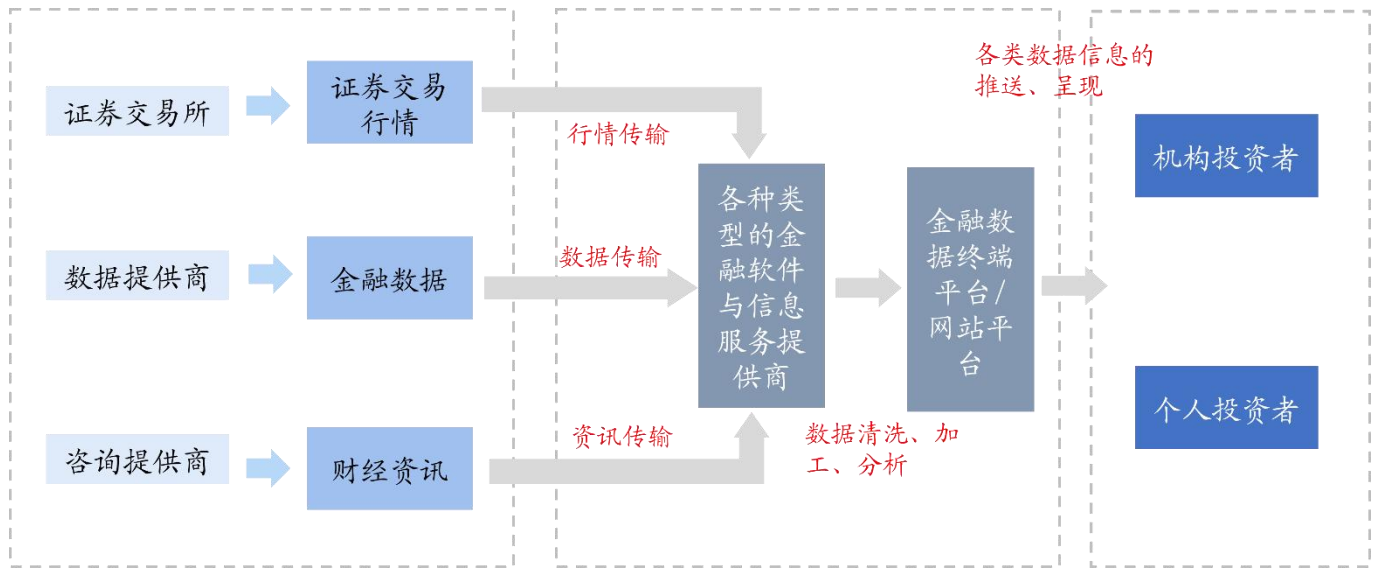 各类数据信息的
推送、呈现
证券交易所
证券交易
行情
行情传输
机构投资者
数据提供商
金融数据
数据传输
各种类
型的金
融软件
与信息
服务提
供商
金融数
据终端
平台/
网站平
台
咨询提供商
财经资讯
资讯传输
数据清洗、加
工、分析
个人投资者